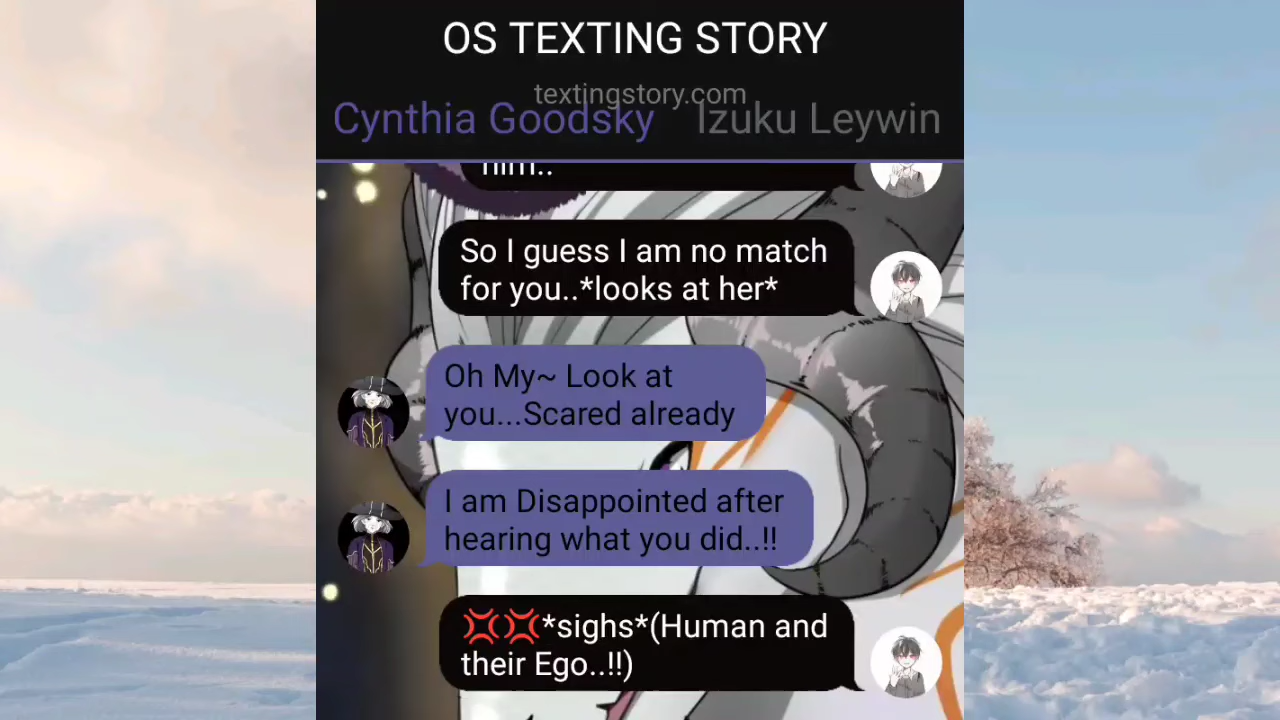 OS TEXTING STORY
textingstory.com
Cynthia Goodsky Izuku Leywin
him..
So I guess I am no match
for you..*looks at her*
Oh My~ Look at
you...Scared already
I am Disappointed after
hearing what you did..!!
💢💢*sighs*(Human and
their Ego..!!)